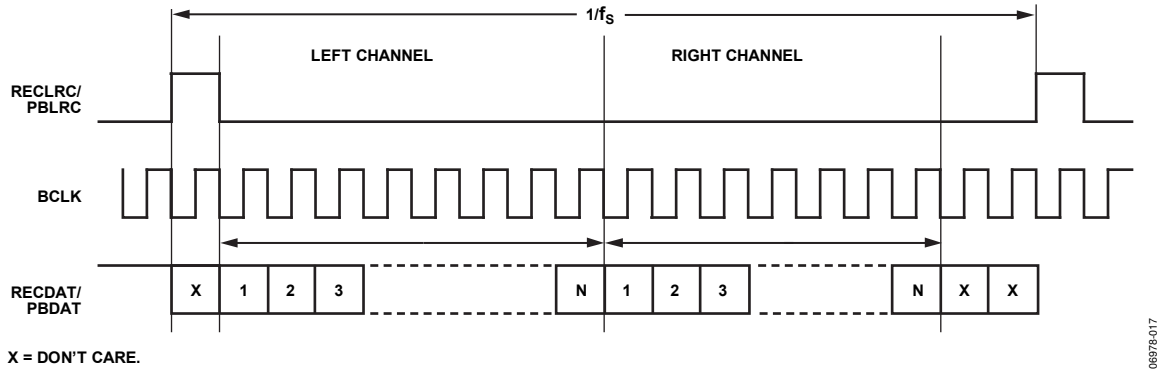 1/fS
LEFT CHANNEL RIGHT CHANNEL
RECLRC/
PBLRC
BCLK
RECDAT/
PBDAT
X 1 2 3 N 1 2 3 N X X
X = DON'T CARE.
06978-017